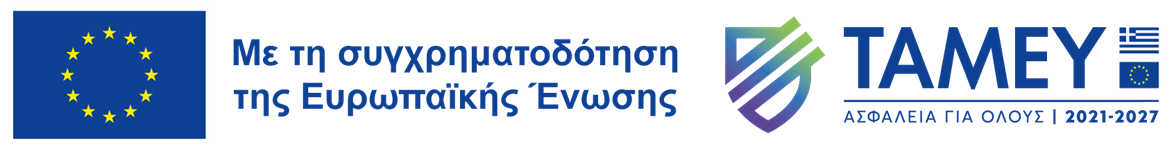 Με τη συγχρηματοδότηση
της Ευρωπαϊκής Ένωσης
ΤΑΜΕΥ
ΑΣΦΑΛΕΙΑ ΓΙΑ ΟΛΟΥΣ | 2021-2027